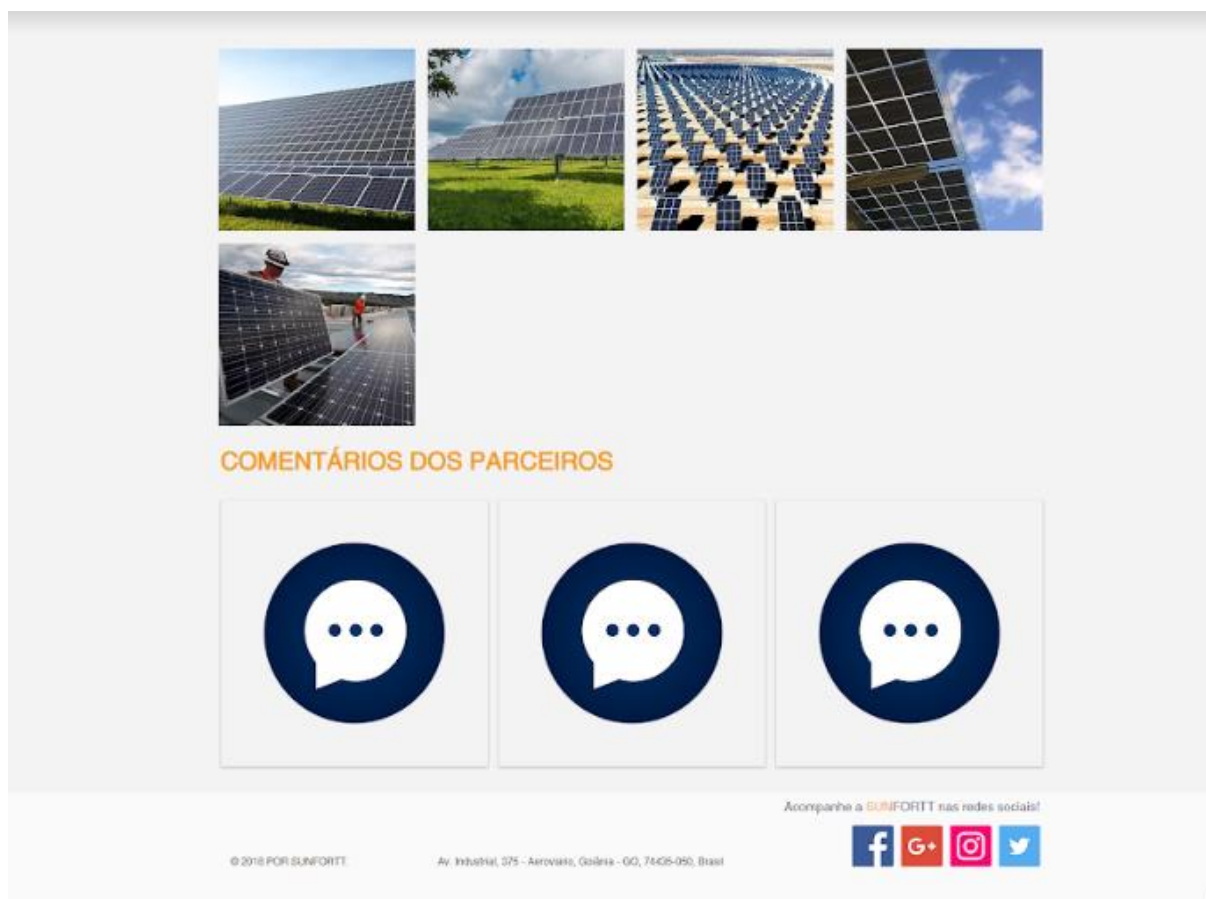 COMENTÁRIOS DOS PARCEIROS
Acompanhe a SUNFORTT nas redes sociais!
© 2018 POR SUNFORTT
Av. Industrial, 375 - Aeroviário, Goiânia - GO, 74435-050, Brasil